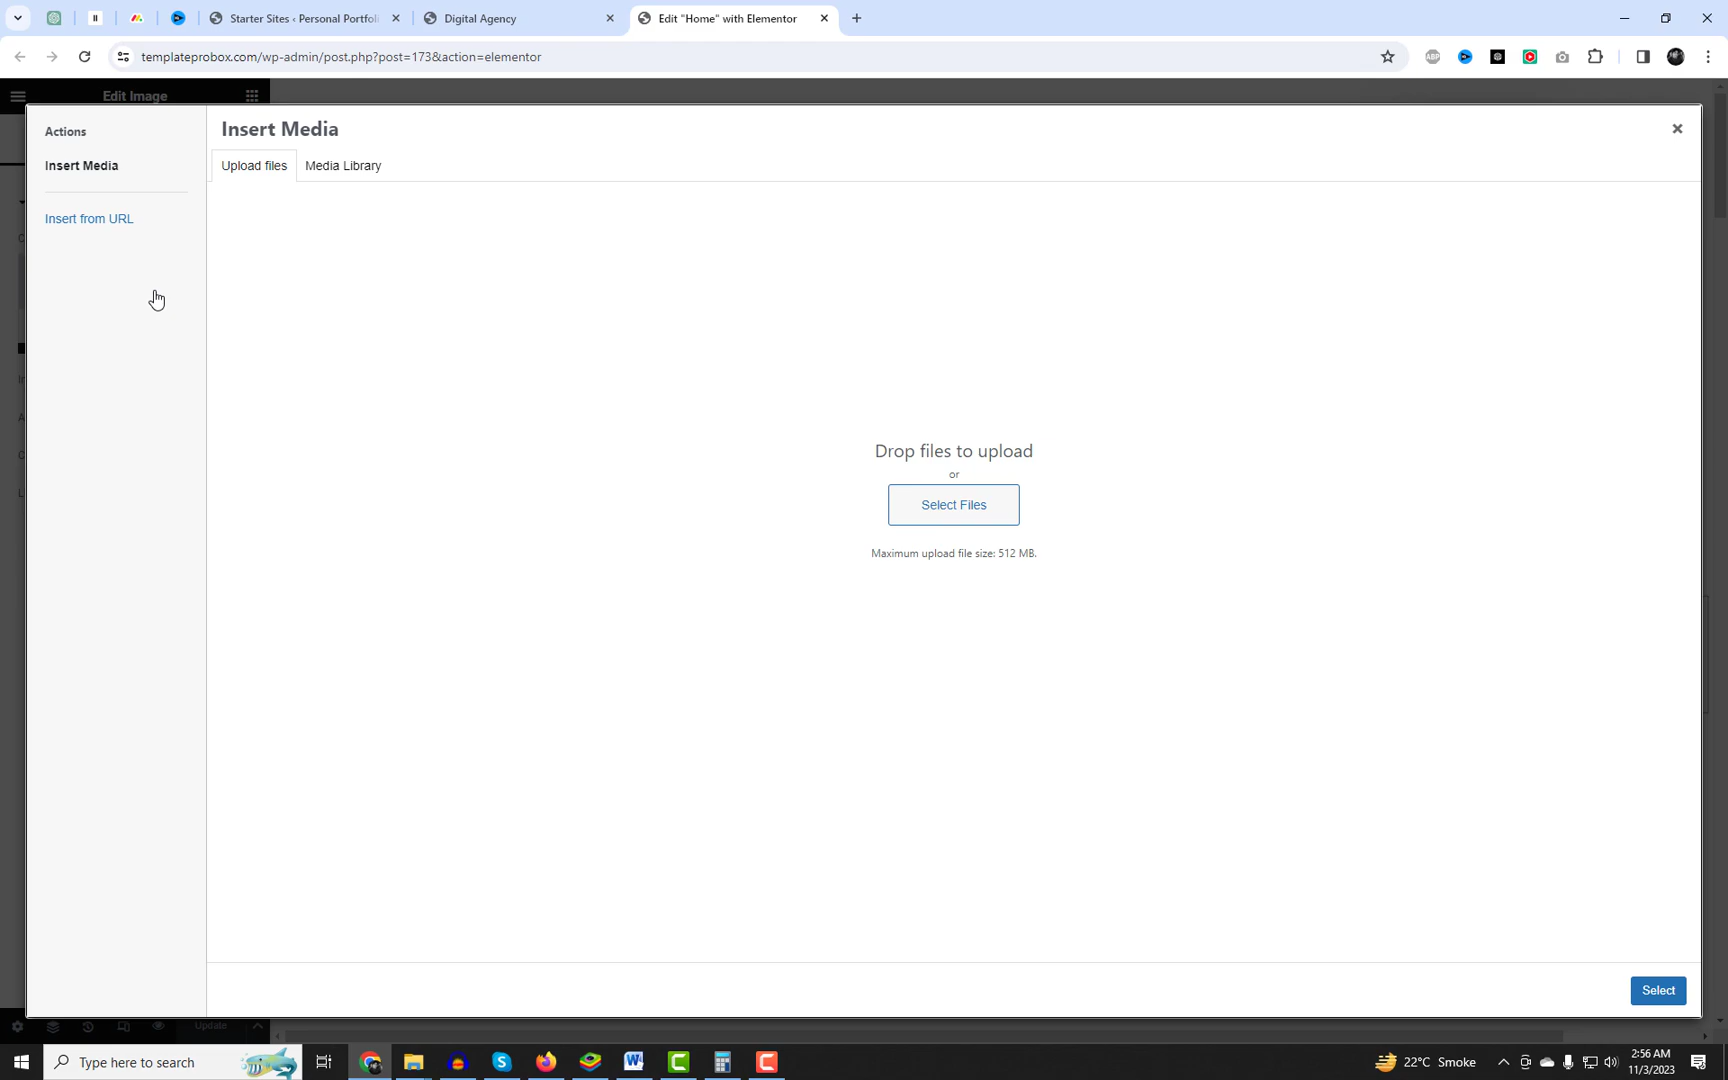 Starter Sites ‹ Personal Portfoli
Digital Agency
Edit "Home" with Elementor
templateprobox.com/wp-admin/post.php?post=173&action=elementor
ABP
Edit Image
Actions
Insert Media
Insert from URL
Insert Media
Upload files
Media Library
Drop files to upload
or
Select Files
Maximum upload file size: 512 MB.
Select
Update
Type here to search
22°C Smoke
2:56 AM
11/3/2023